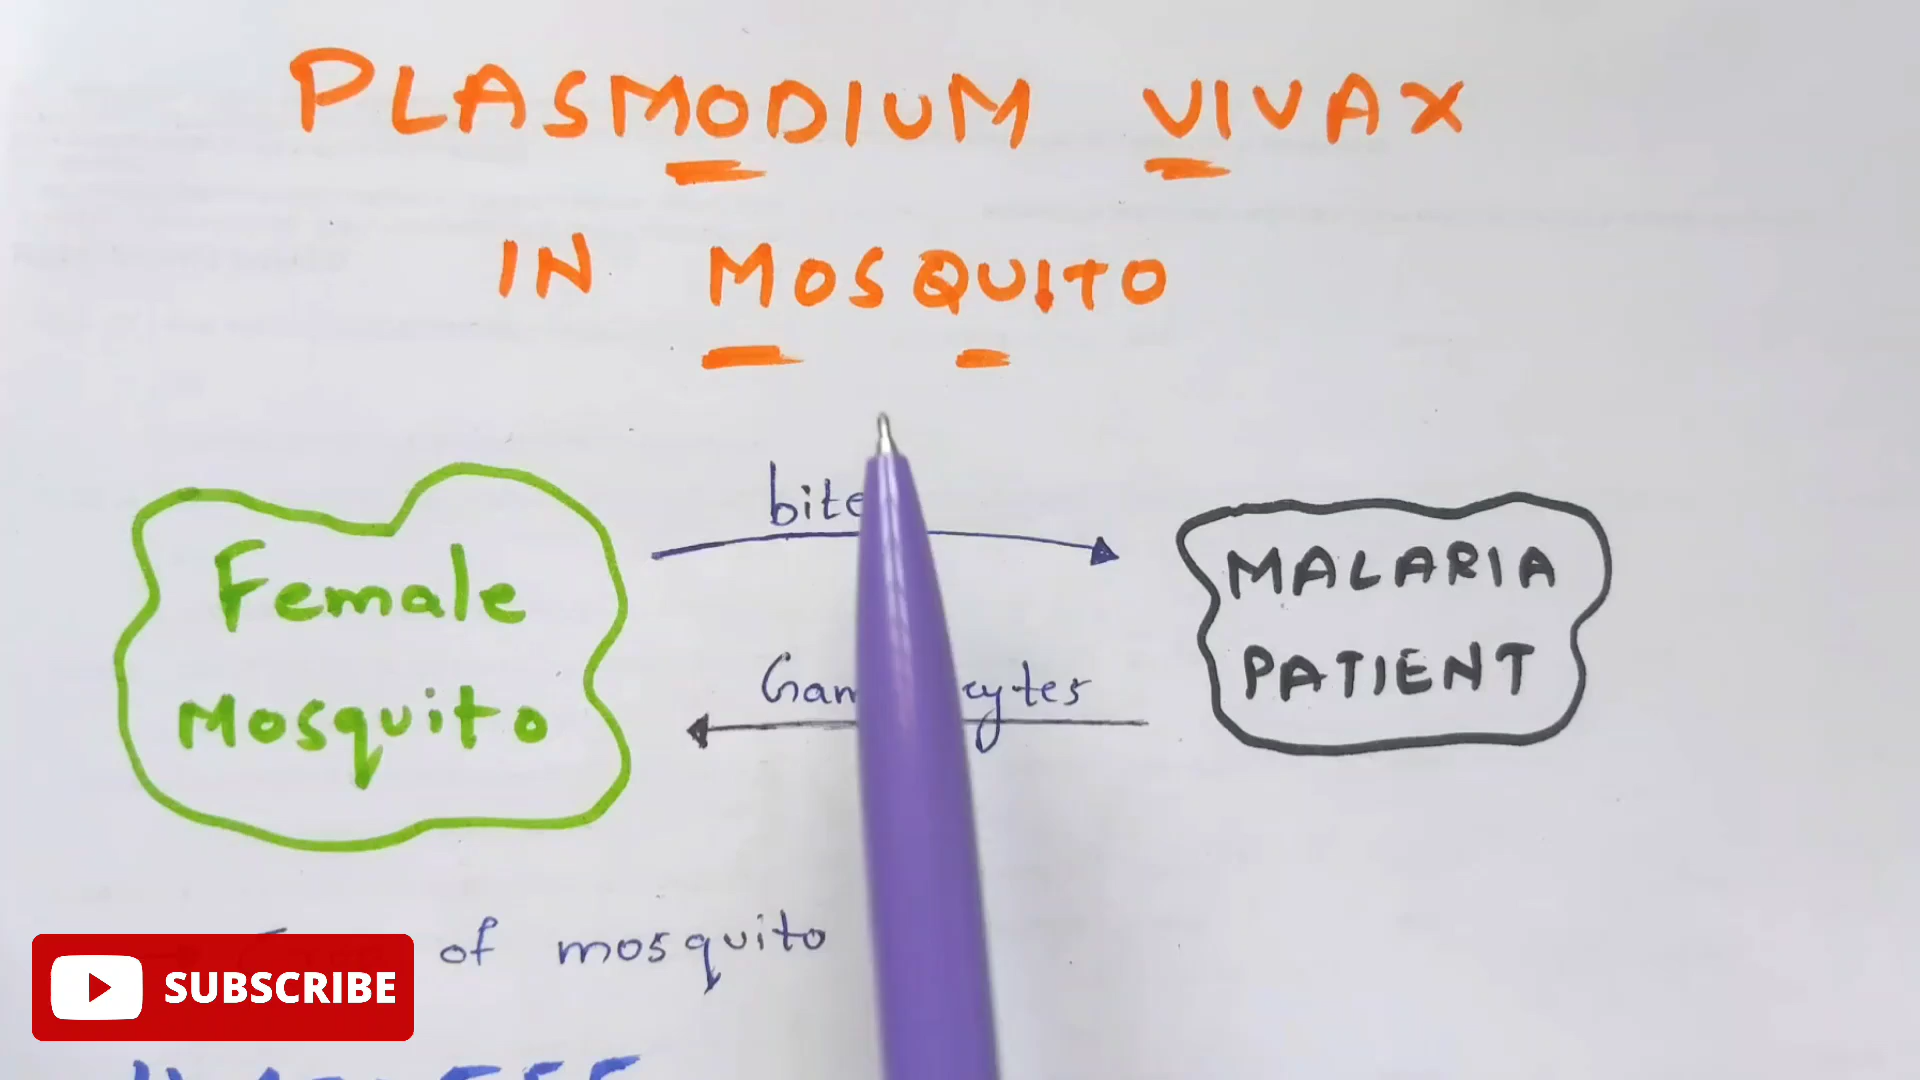 PLASMODIUM VIVAX
IN MOSQUITO
bite
Female
Mosquito
MALARIA
PATIENT
of mosquito
SUBSCRIBE